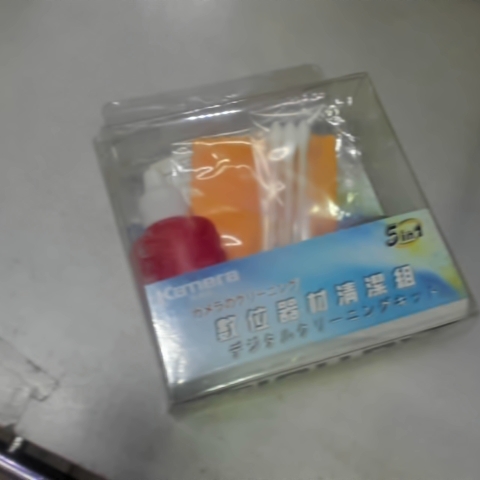 5 in 1
Kamera
カメラのクリーニング
數位器材清潔組
デジタルクリーニングキット